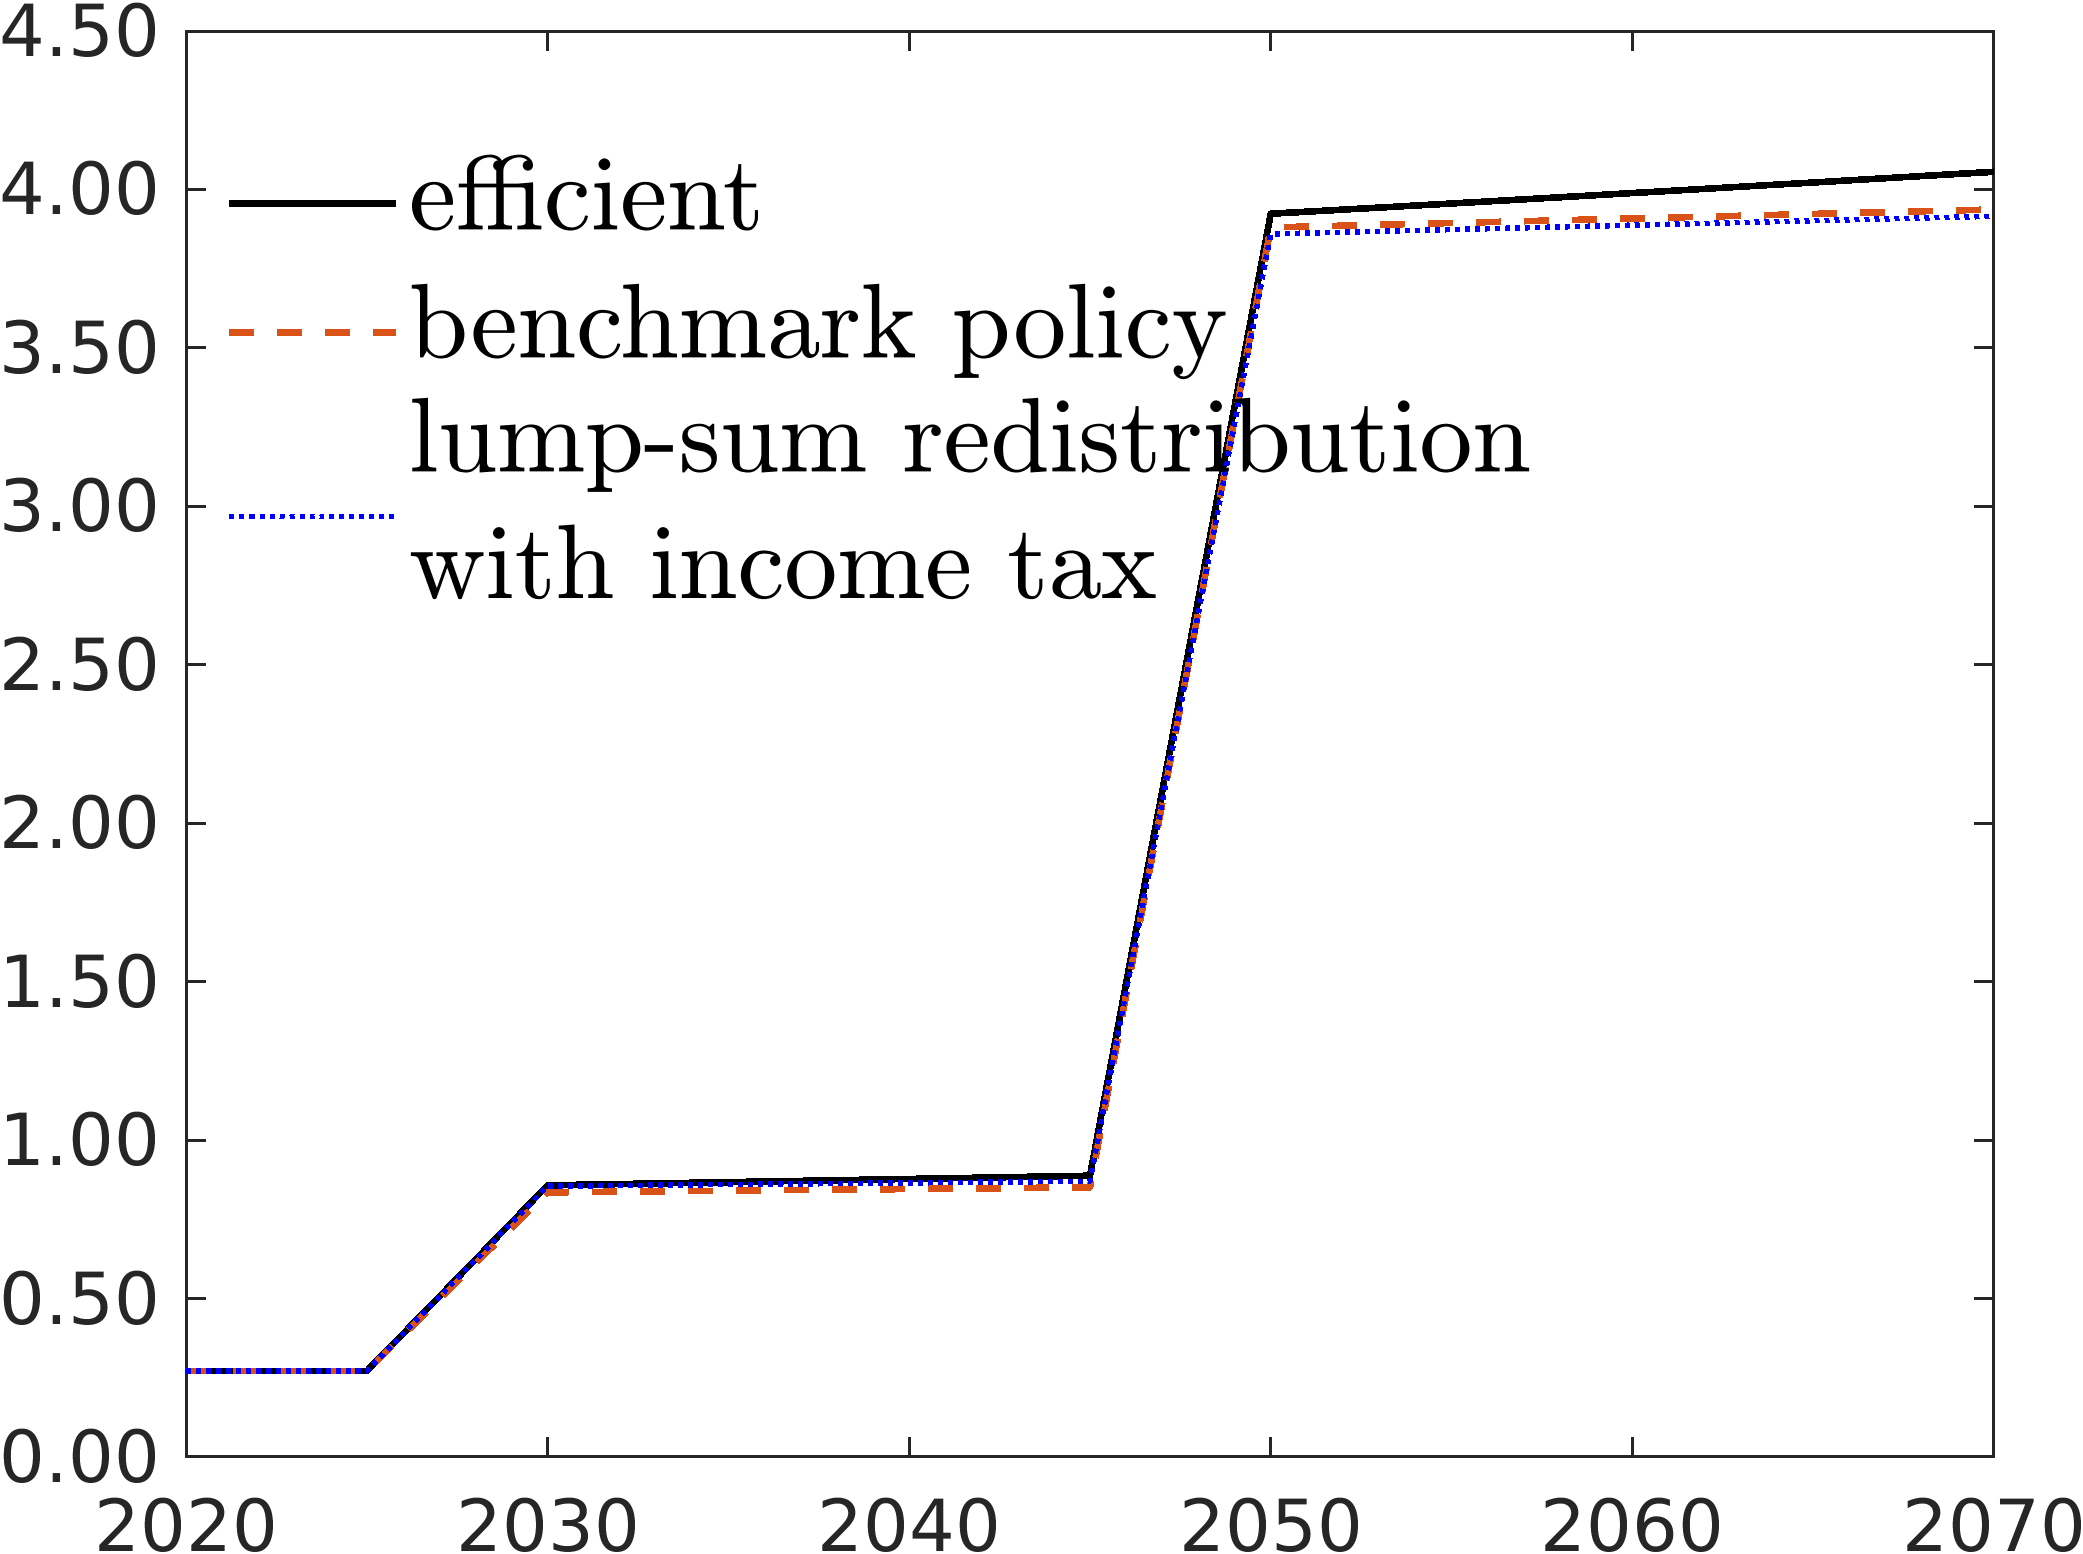 4.50
4.00
3.50
3.00
2.50
2.00
1.50
1.00
0.50
0.00
efficient
benchmark policy
lump-sum redistribution
with income tax
2020 2030 2040 2050 2060 2070